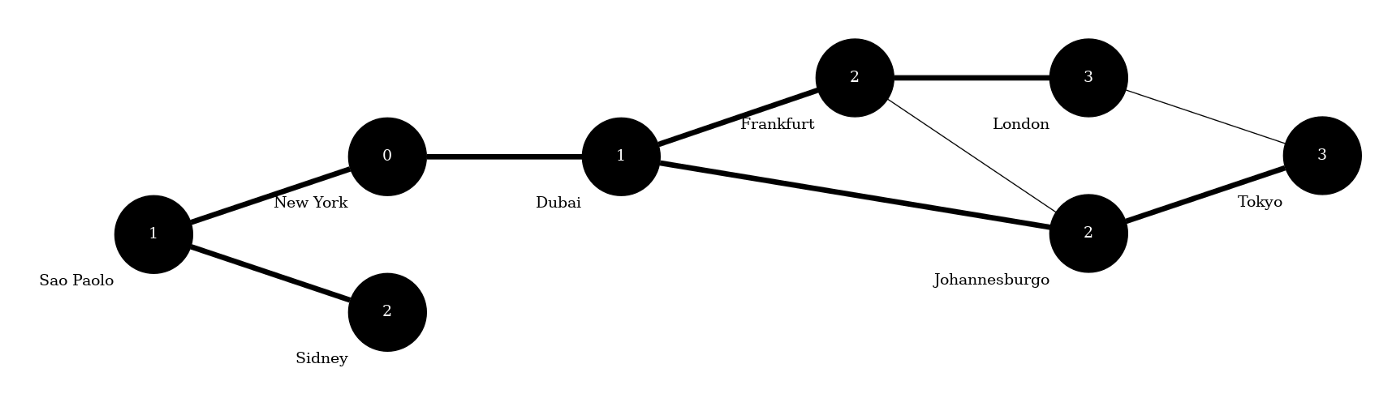 2
3
Frankfurt
London
0
1
3
New York
Dubai
Tokyo
1
2
Sao Paolo
Johannesburgo
2
Sidney